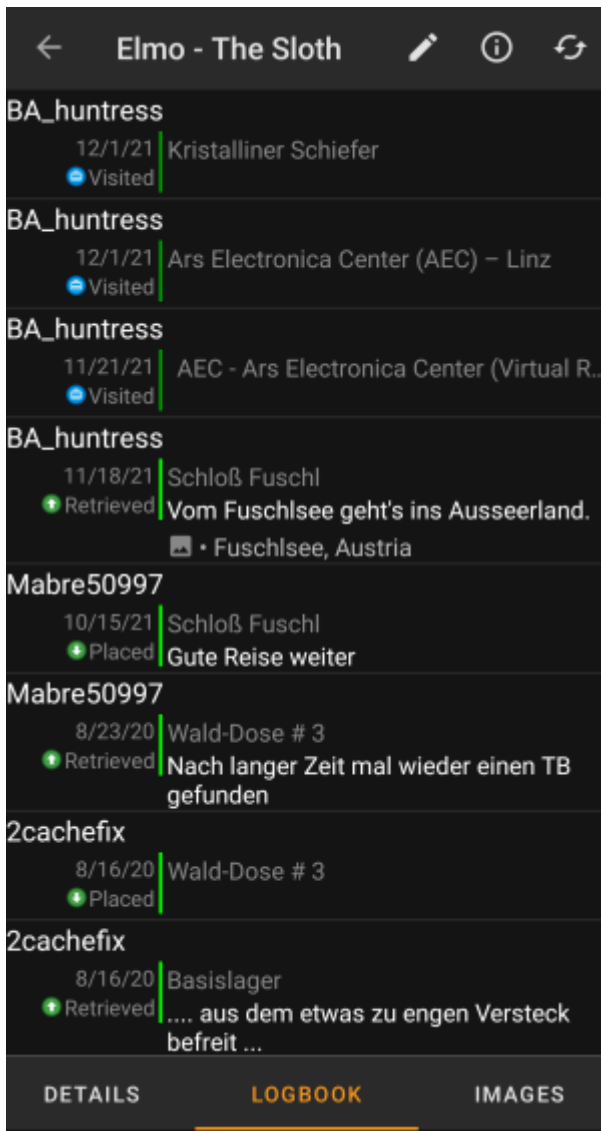 Elmo - The Sloth
BA_huntress
12/1/21 Kristalliner Schiefer
Visited
BA_huntress
12/1/21 Ars Electronica Center (AEC) – Linz
Visited
BA_huntress
11/21/21 AEC - Ars Electronica Center (Virtual R..
Visited
BA_huntress
11/18/21 Schloß Fuschl
Retrieved Vom Fuschlsee geht's ins Ausseerland.
• Fuschlsee, Austria
Mabre50997
10/15/21 Schloß Fuschl
Placed Gute Reise weiter
Mabre50997
8/23/20 Wald-Dose # 3
Retrieved Nach langer Zeit mal wieder einen TB
gefunden
2cachefix
8/16/20 Wald-Dose # 3
Placed
2cachefix
8/16/20 Basislager
Retrieved .... aus dem etwas zu engen Versteck
befreit ...
DETAILS LOGBOOK IMAGES